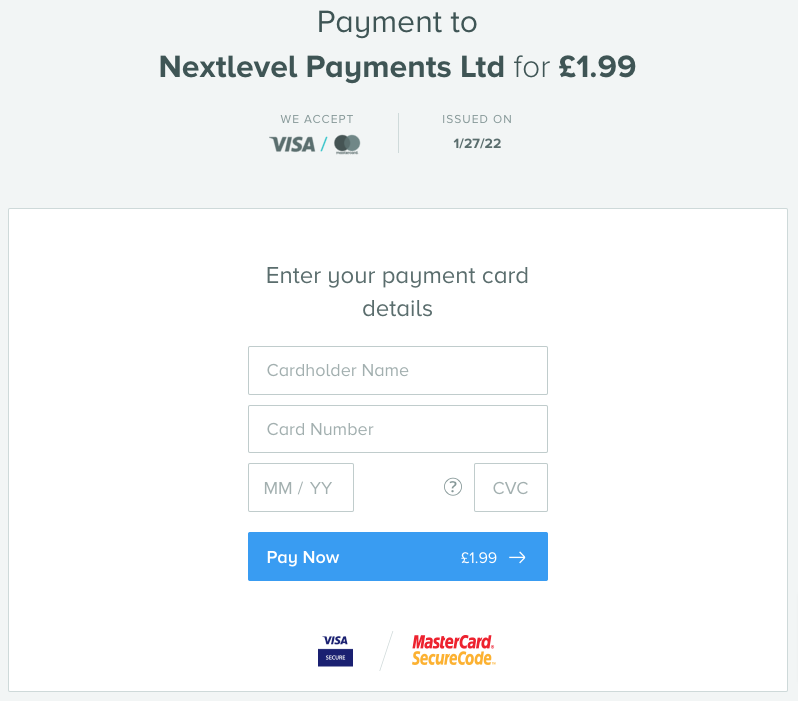 Payment to
Nextlevel Payments Ltd for £1.99
WE ACCEPT
VISA /
ISSUED ON
1/27/22
Enter your payment card
details
Cardholder Name
Card Number
MM / YY
?
CVC
Pay Now £1.99
VISA
SECURE
MasterCard.
SecureCode